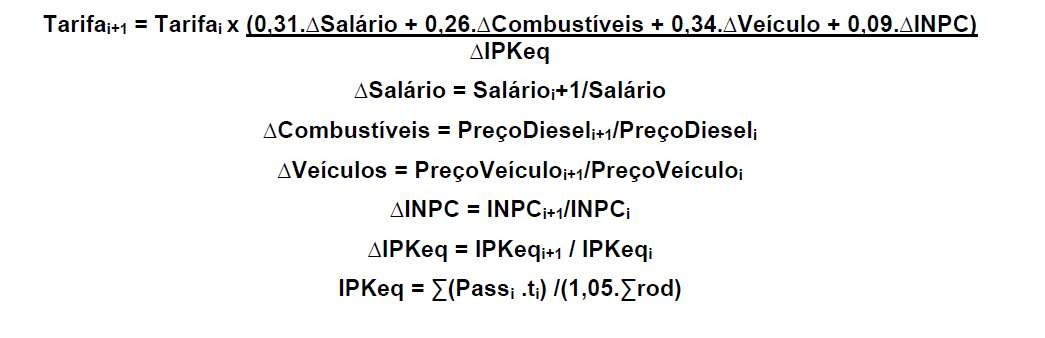 Tarifaᵢ₊₁ = Tarifaᵢ x (0,31.∆Salário + 0,26.∆Combustíveis + 0,34.∆Veículo + 0,09.∆INPC)
∆IPKeq
∆Salário = Salárioᵢ+1/Salário
∆Combustíveis = PreçoDieselᵢ₊₁/PreçoDieselᵢ
∆Veículos = PreçoVeículoᵢ₊₁/PreçoVeículoᵢ
∆INPC = INPCᵢ₊₁/INPCᵢ
∆IPKeq = IPKeqᵢ₊₁ / IPKeqᵢ
IPKeq = ∑(Passᵢ .tᵢ) /(1,05.∑rod)